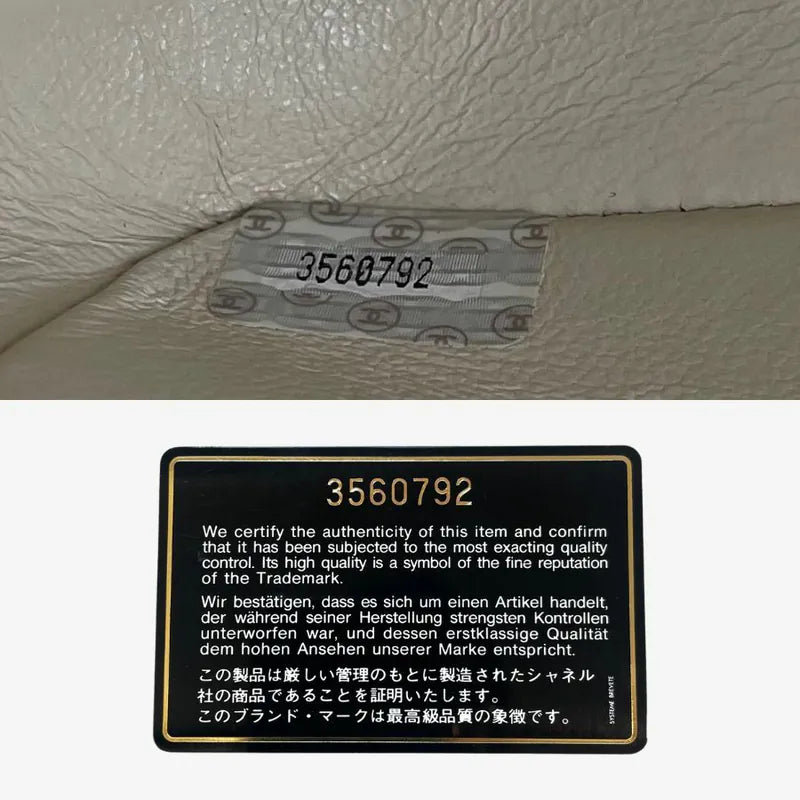 3560792
3560792
We certify the authenticity of this item and confirm
that it has been subjected to the most exacting quality
control. Its high quality is a symbol of the fine reputation
of the Trademark.
Wir bestätigen, dass es sich um einen Artikel handelt,
der während seiner Herstellung strengsten Kontrollen
unterworfen war, und dessen erstklassige Qualität
dem hohen Ansehen unserer Marke entspricht.
この製品は厳しい管理のもとに製造されたシャネル
社の商品であることを証明いたします。
このブランド・マークは最高級品質の象徴です。
SYSTEME BREVETE